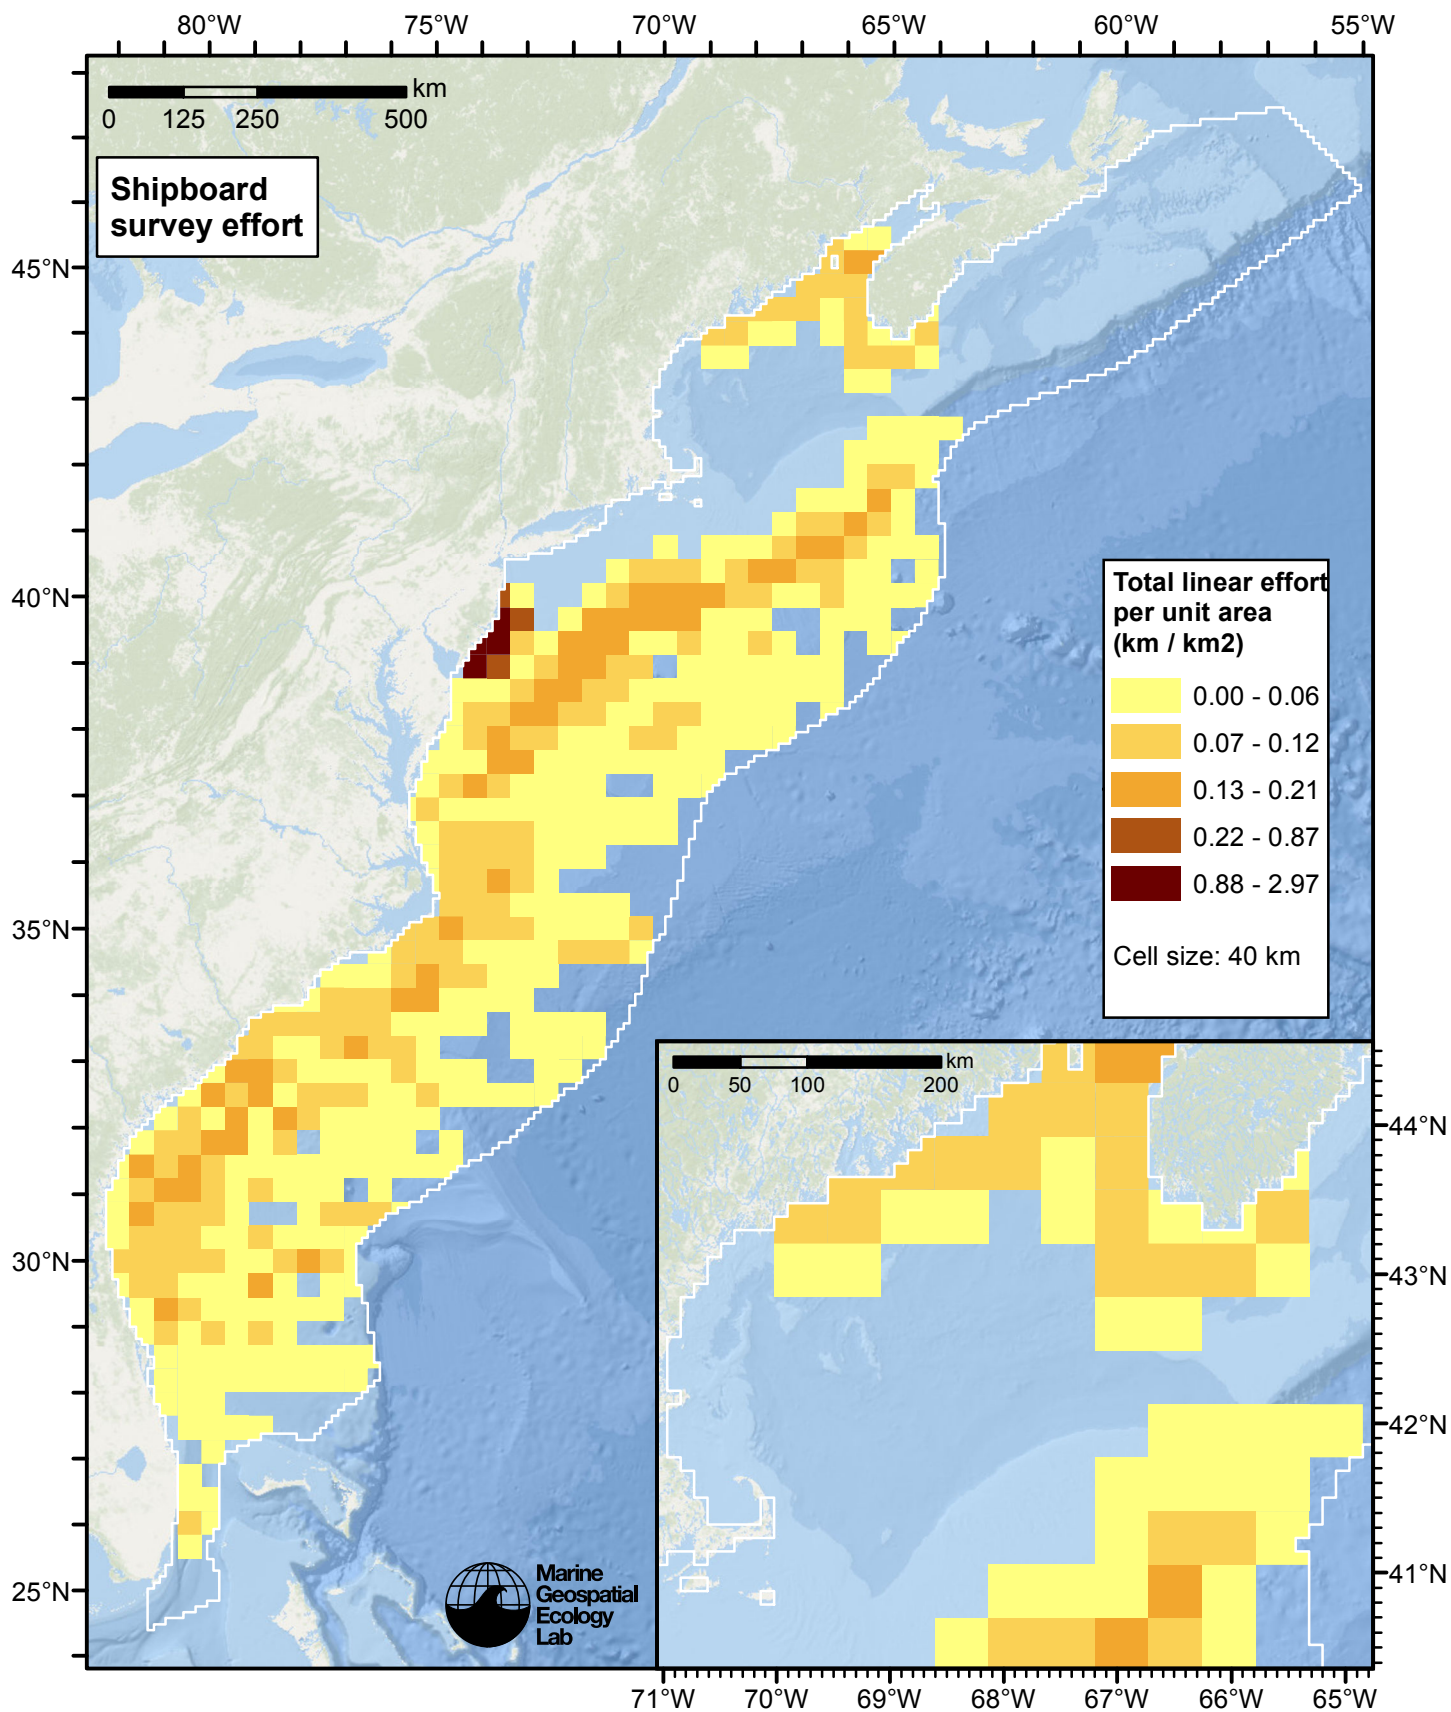 80°W 75°W 70°W 65°W 60°W 55°W
km
0 125 250 500
Shipboard
survey effort
45°N
40°N
35°N
30°N
25°N
Total linear effort
per unit area
(km / km2)
0.00 - 0.06
0.07 - 0.12
0.13 - 0.21
0.22 - 0.87
0.88 - 2.97
Cell size: 40 km
km
0 50 100 200
44°N
43°N
42°N
41°N
Marine
Geospatial
Ecology
Lab
71°W 70°W 69°W 68°W 67°W 66°W 65°W